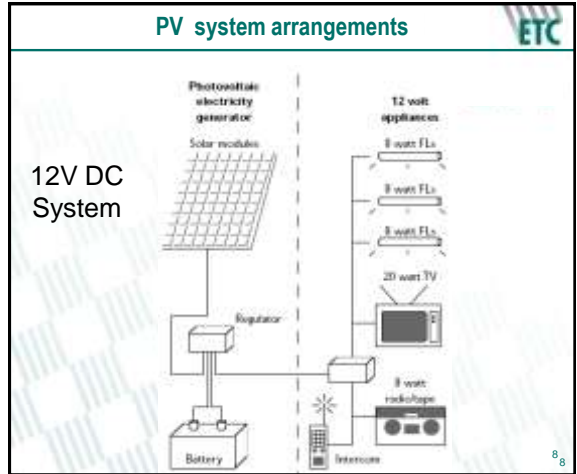 PV system arrangements
ETC
12V DC
System
Photovoltaic
electricity
generator
Solar modules
Regulator
Battery
12 volt
appliances
8 watt FLs
8 watt FLs
8 watt FLs
20 watt TV
8 watt
radio/tape
Intercom
8
8